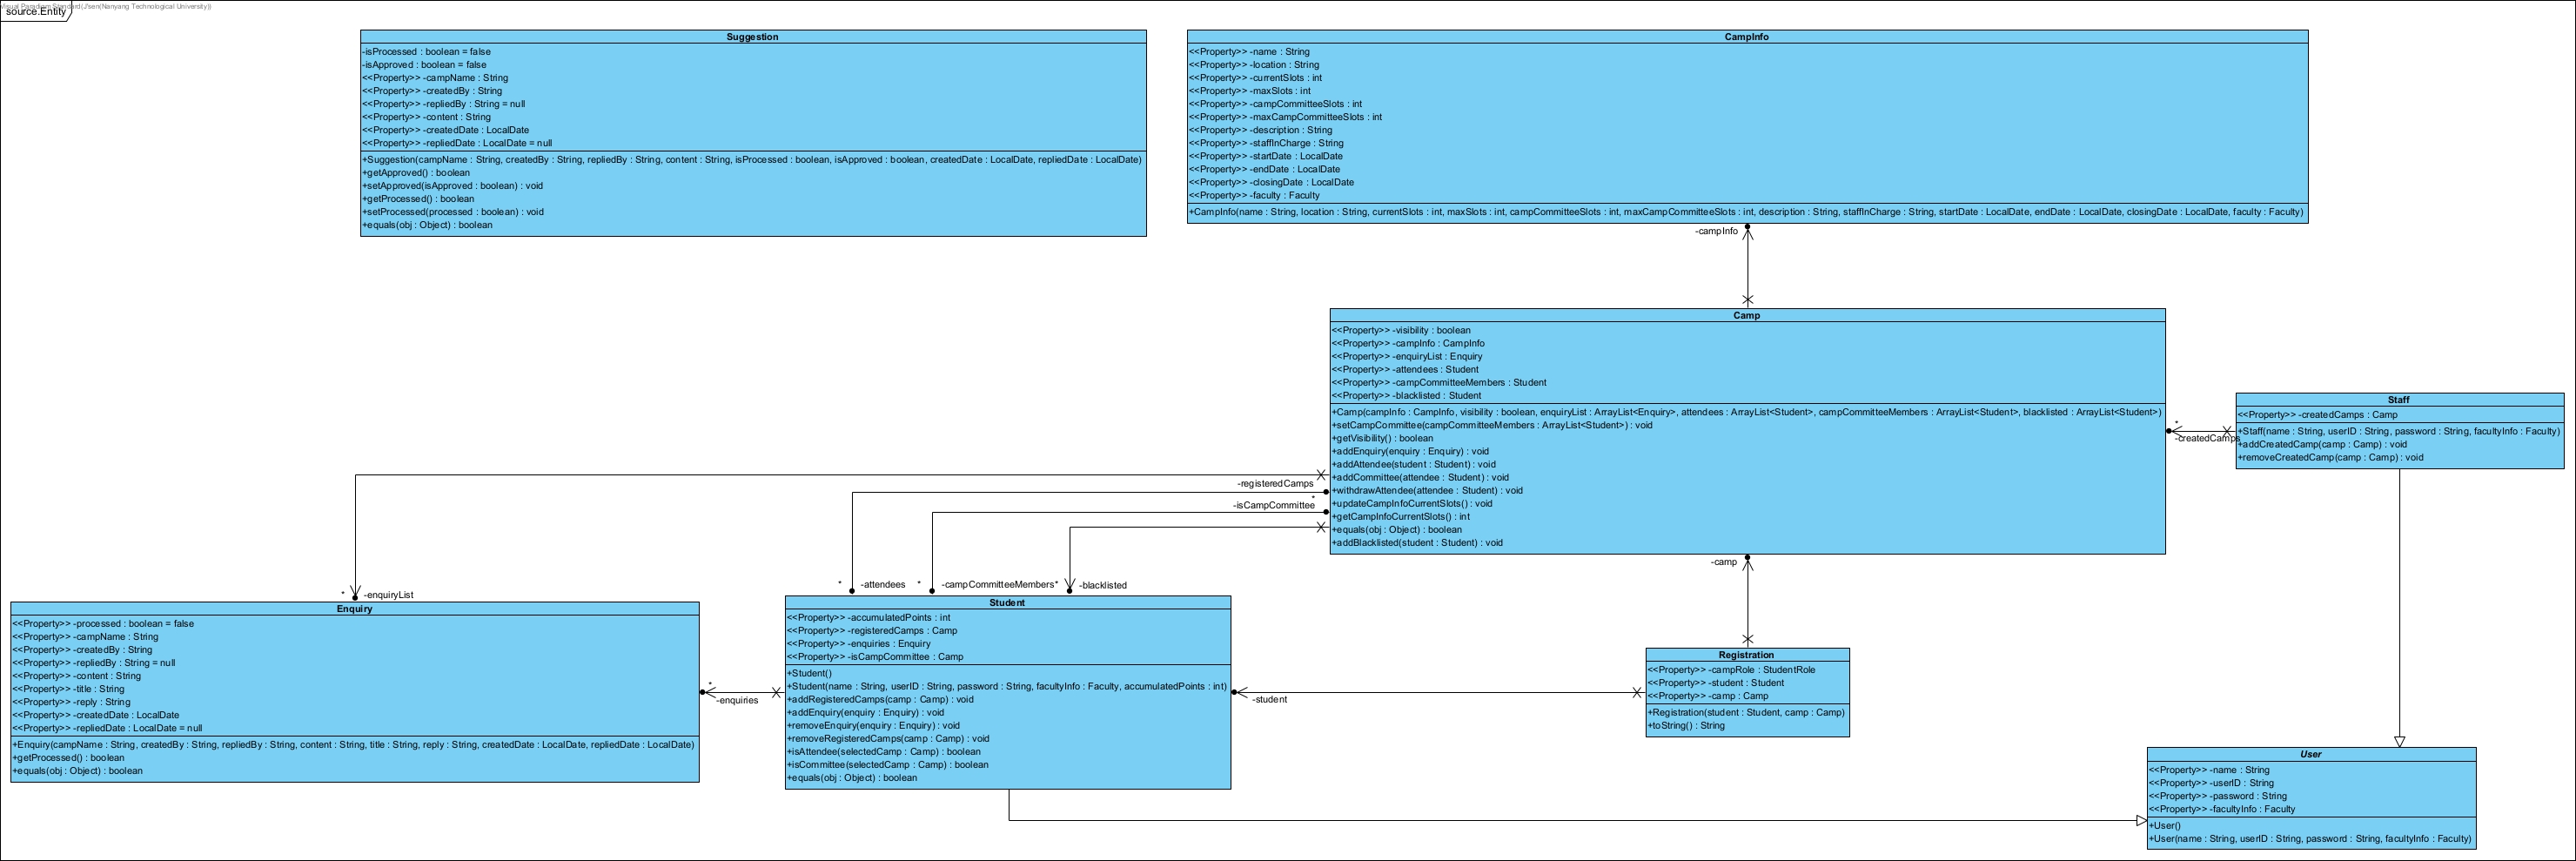 Visual Paradigm Standard(J'sen(Nanyang Technological University))
source.Entity
Suggestion
-isProcessed : boolean = false
-isApproved : boolean = false
<<Property>> -campName : String
<<Property>> -createdBy : String
<<Property>> -repliedBy : String = null
<<Property>> -content : String
<<Property>> -createdDate : LocalDate
<<Property>> -repliedDate : LocalDate = null
+Suggestion(campName : String, createdBy : String, repliedBy : String, content : String, isProcessed : boolean, isApproved : boolean, createdDate : LocalDate, repliedDate : LocalDate)
+getApproved() : boolean
+setApproved(isApproved : boolean) : void
+getProcessed() : boolean
+setProcessed(processed : boolean) : void
+equals(obj : Object) : boolean
CampInfo
<<Property>> -name : String
<<Property>> -location : String
<<Property>> -currentSlots : int
<<Property>> -maxSlots : int
<<Property>> -campCommitteeSlots : int
<<Property>> -maxCampCommitteeSlots : int
<<Property>> -description : String
<<Property>> -staffInCharge : String
<<Property>> -startDate : LocalDate
<<Property>> -endDate : LocalDate
<<Property>> -closingDate : LocalDate
<<Property>> -faculty : Faculty
+CampInfo(name : String, location : String, currentSlots : int, maxSlots : int, campCommitteeSlots : int, maxCampCommitteeSlots : int, description : String, staffInCharge : String, startDate : LocalDate, endDate : LocalDate, closingDate : LocalDate, faculty : Faculty)
-campInfo
Camp
<<Property>> -visibility : boolean
<<Property>> -campInfo : CampInfo
<<Property>> -enquiryList : Enquiry
<<Property>> -attendees : Student
<<Property>> -campCommitteeMembers : Student
<<Property>> -blacklisted : Student
+Camp(campInfo : CampInfo, visibility : boolean, enquiryList : ArrayList<Enquiry>, attendees : ArrayList<Student>, campCommitteeMembers : ArrayList<Student>, blacklisted : ArrayList<Student>)
+setCampCommittee(campCommitteeMembers : ArrayList<Student>) : void
+getVisibility() : boolean
+addEnquiry(enquiry : Enquiry) : void
+addAttendee(student : Student) : void
+addCommittee(attendee : Student) : void
+withdrawAttendee(attendee : Student) : void
+updateCampInfoCurrentSlots() : void
+getCampInfoCurrentSlots() : int
+equals(obj : Object) : boolean
+addBlacklisted(student : Student) : void
Staff
<<Property>> -createdCamps : Camp
+Staff(name : String, userID : String, password : String, facultyInfo : Faculty)
+addCreatedCamp(camp : Camp) : void
+removeCreatedCamp(camp : Camp) : void
*
-createdCamps
-registeredCamps
*
-isCampCommittee
-camp
* -enquiryList
* -attendees
* -campCommitteeMembers
* -blacklisted
Enquiry
<<Property>> -processed : boolean = false
<<Property>> -campName : String
<<Property>> -createdBy : String
<<Property>> -repliedBy : String = null
<<Property>> -content : String
<<Property>> -title : String
<<Property>> -reply : String
<<Property>> -createdDate : LocalDate
<<Property>> -repliedDate : LocalDate = null
+Enquiry(campName : String, createdBy : String, repliedBy : String, content : String, title : String, reply : String, createdDate : LocalDate, repliedDate : LocalDate)
+getProcessed() : boolean
+equals(obj : Object) : boolean
*
-enquiries
Student
<<Property>> -accumulatedPoints : int
<<Property>> -registeredCamps : Camp
<<Property>> -enquiries : Enquiry
<<Property>> -isCampCommittee : Camp
+Student()
+Student(name : String, userID : String, password : String, facultyInfo : Faculty, accumulatedPoints : int)
+addRegisteredCamps(camp : Camp) : void
+addEnquiry(enquiry : Enquiry) : void
+removeEnquiry(enquiry : Enquiry) : void
+removeRegisteredCamps(camp : Camp) : void
+isAttendee(selectedCamp : Camp) : boolean
+isCommittee(selectedCamp : Camp) : boolean
+equals(obj : Object) : boolean
-student
Registration
<<Property>> -campRole : StudentRole
<<Property>> -student : Student
<<Property>> -camp : Camp
+Registration(student : Student, camp : Camp)
+toString() : String
User
<<Property>> -name : String
<<Property>> -userID : String
<<Property>> -password : String
<<Property>> -facultyInfo : Faculty
+User()
+User(name : String, userID : String, password : String, facultyInfo : Faculty)